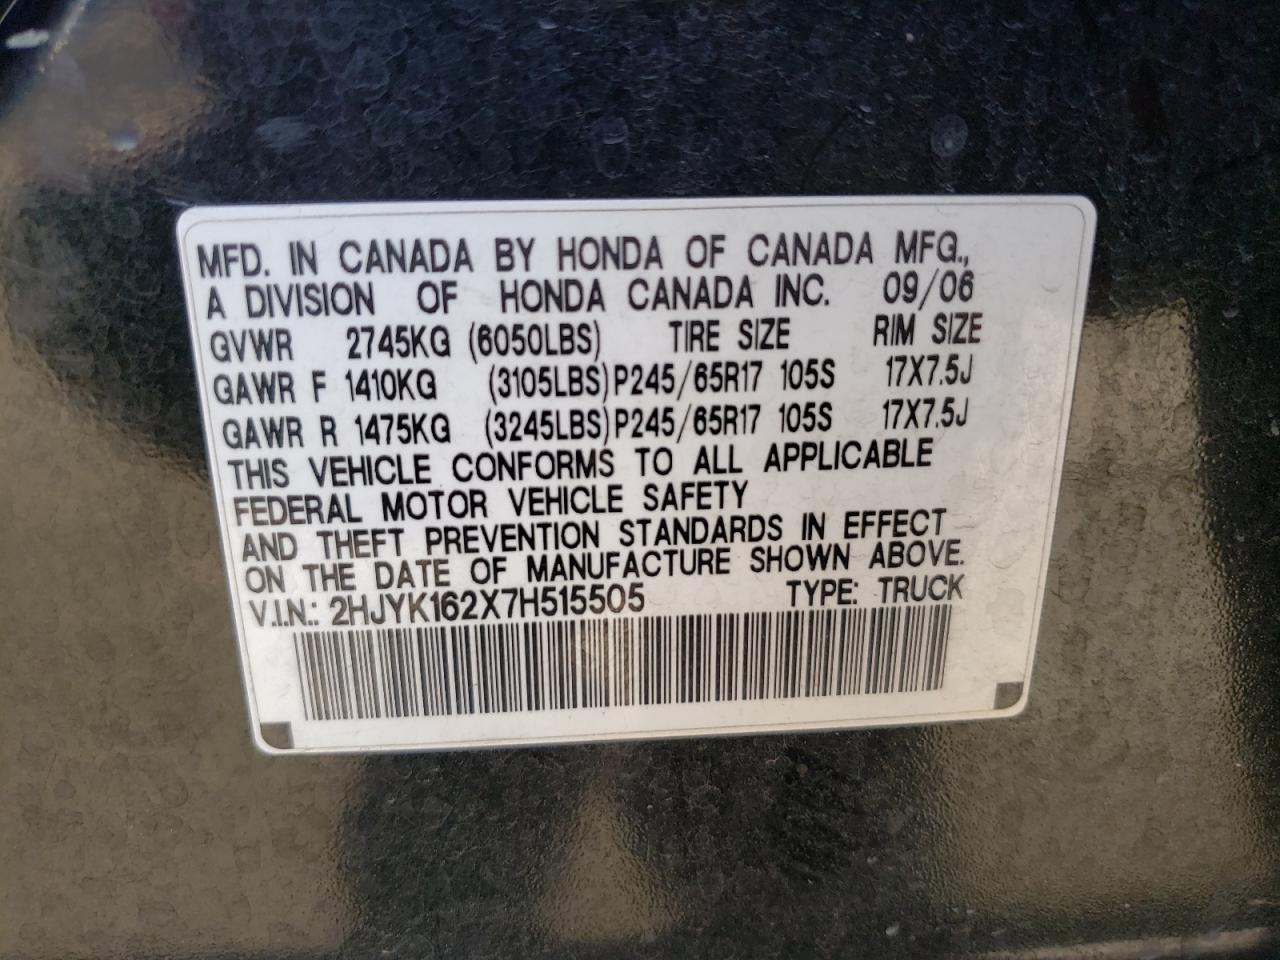 MFD. IN CANADA BY HONDA OF CANADA MFG.,
A DIVISION OF HONDA CANADA INC. 09/06
GVWR 2745KG (6050LBS) TIRE SIZE RIM SIZE
GAWR F 1410KG (3105LBS) P245/65R17 105S 17X7.5J
GAWR R 1475KG (3245LBS) P245/65R17 105S 17X7.5J
THIS VEHICLE CONFORMS TO ALL APPLICABLE
FEDERAL MOTOR VEHICLE SAFETY
AND THEFT PREVENTION STANDARDS IN EFFECT
ON THE DATE OF MANUFACTURE SHOWN ABOVE.
V.I.N.: 2HJYK162X7H515505 TYPE: TRUCK